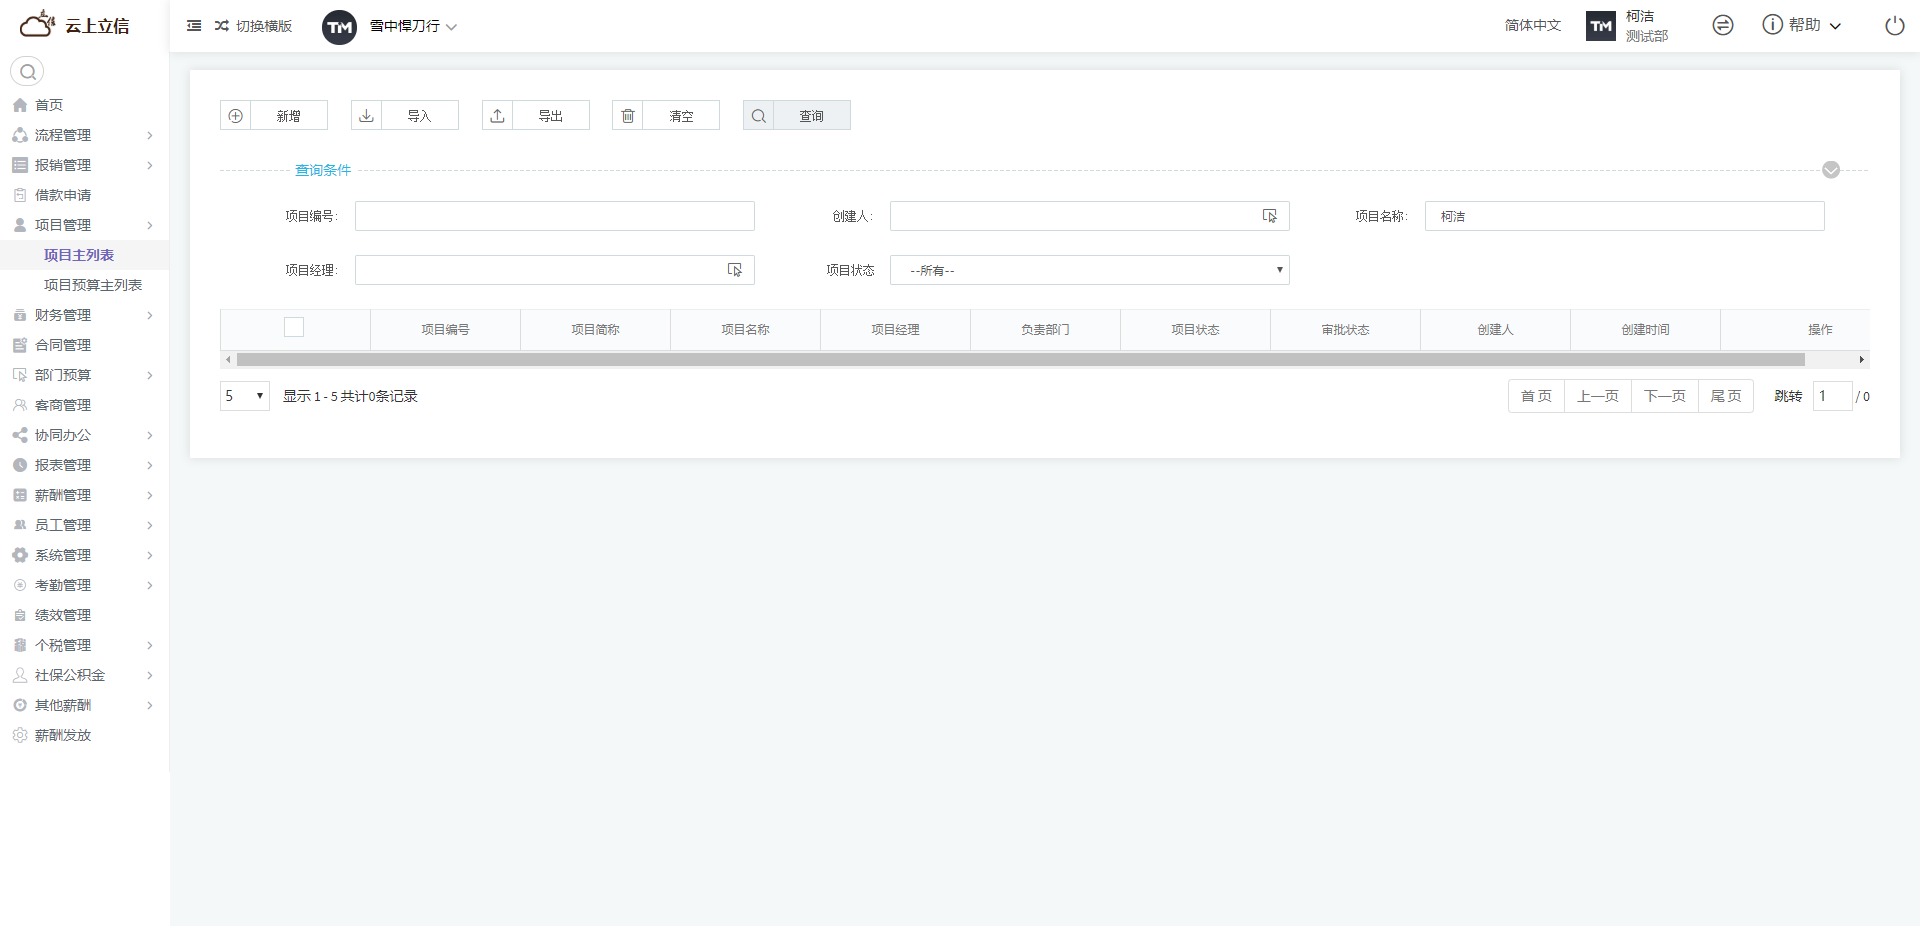 云上立信
切换横版
TM
雪中悍刀行
简体中文
TM
柯洁
测试部
帮助
首页
流程管理
报销管理
借款申请
项目管理
项目主列表
项目预算主列表
财务管理
合同管理
部门预算
客商管理
协同办公
报表管理
薪酬管理
员工管理
系统管理
考勤管理
绩效管理
个税管理
社保公积金
其他薪酬
薪酬发放
新增
导入
导出
清空
查询
查询条件
项目编号:
创建人:
项目名称:
柯洁
项目经理:
项目状态
--所有--
项目编号
项目简称
项目名称
项目经理
负责部门
项目状态
审批状态
创建人
创建时间
操作
5
显示 1 - 5 共计0条记录
首 页
上一页
下一页
尾 页
跳转
1
/ 0